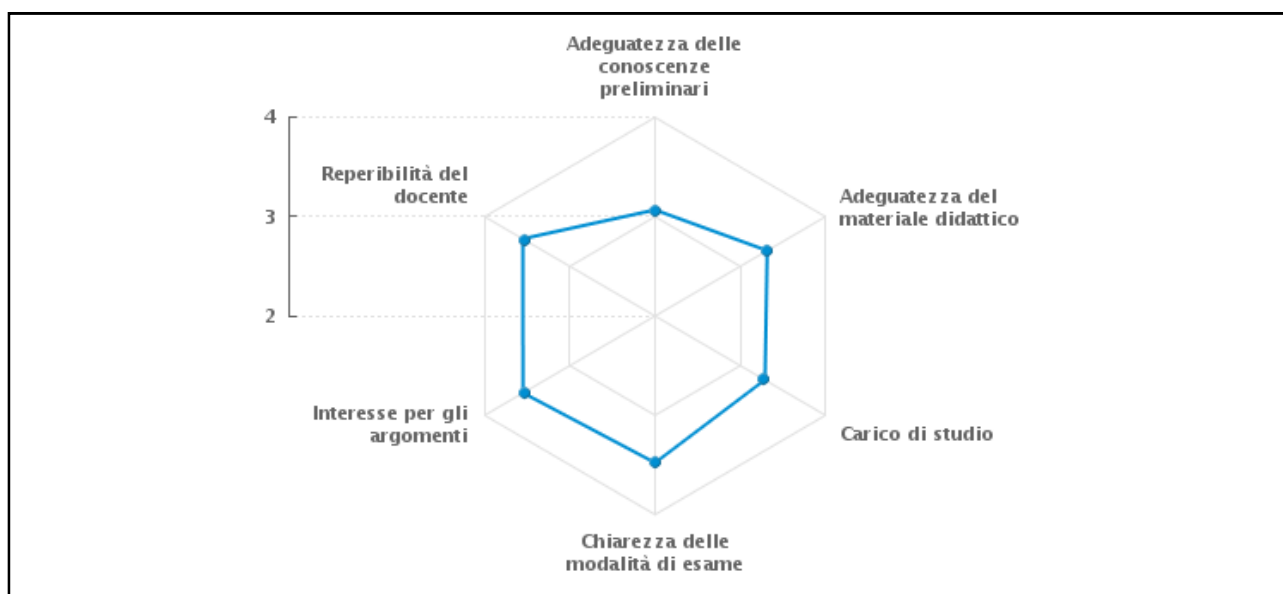 Adeguatezza delle
conoscenze
preliminari
4
Reperibilità del
docente
Adeguatezza del
materiale didattico
3
2
Interesse per gli
argomenti
Carico di studio
Chiarezza delle
modalità di esame